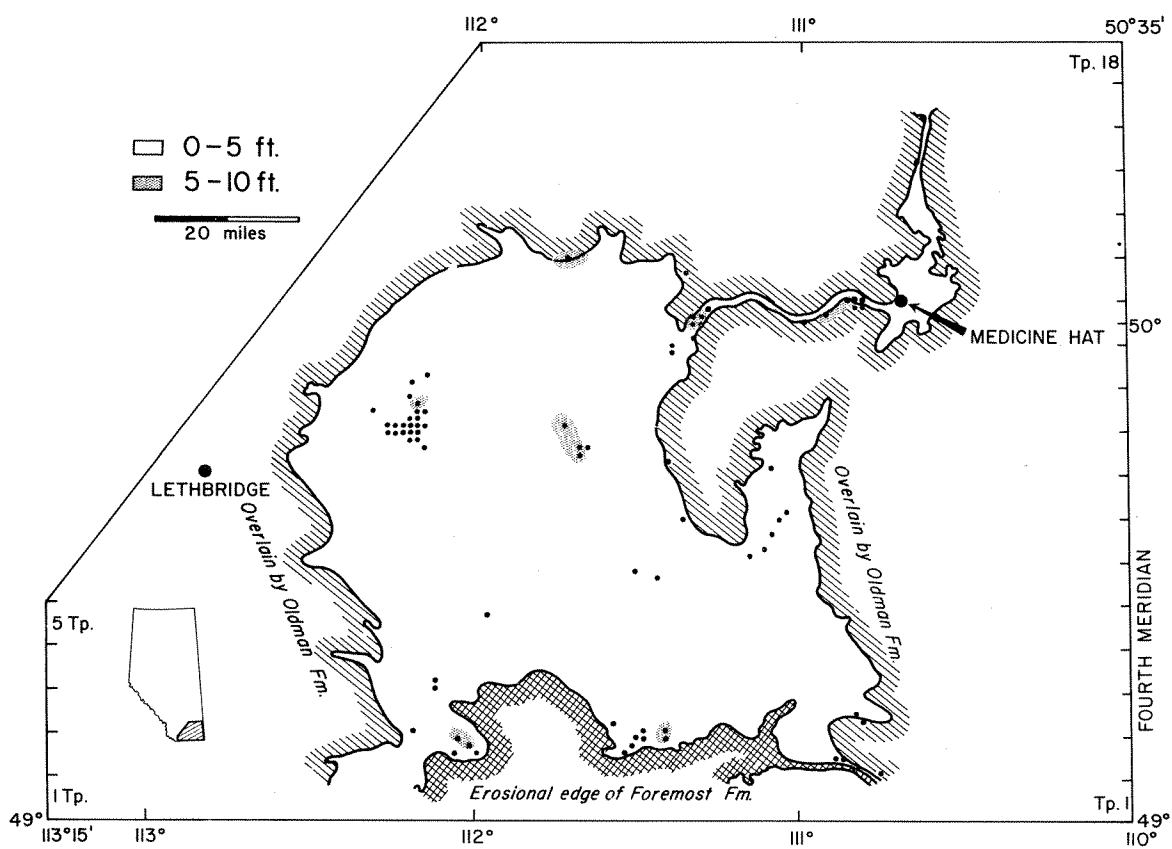 112°
111°
50°35'
Tp. 18
0-5 ft.
5-10 ft.
20 miles
50°
MEDICINE HAT
LETHBRIDGE
Overlain by Oldman Fm.
Overlain by Oldman Fm.
FOURTH MERIDIAN
5 Tp.
1 Tp.
Erosional edge of Foremost Fm.
Tp. 1
49°
49°
113°15'
113°
112°
111°
110°